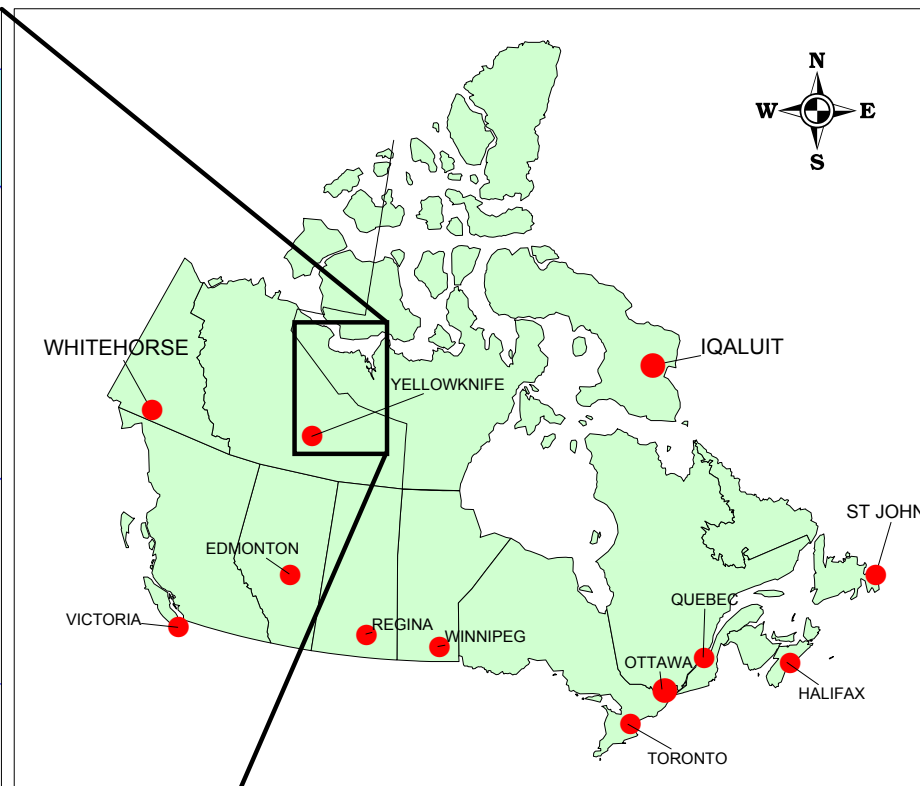 N
W E
S
WHITEHORSE
IQALUIT
YELLOWKNIFE
ST JOHN
EDMONTON
QUEBEC
VICTORIA
REGINA
WINNIPEG
OTTAWA
HALIFAX
TORONTO